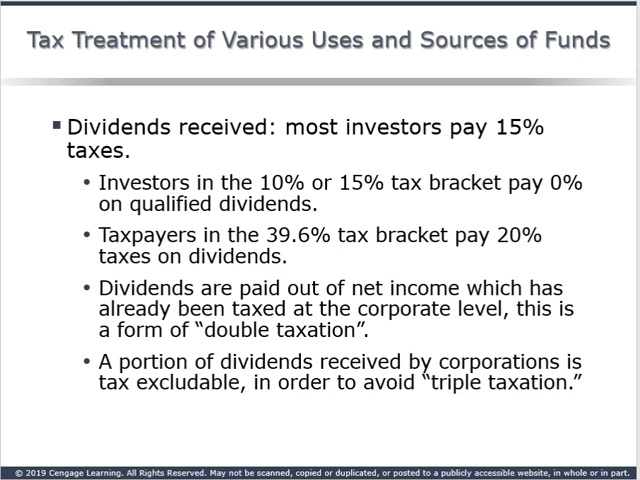 Tax Treatment of Various Uses and Sources of Funds
▪ Dividends received: most investors pay 15%
taxes.
• Investors in the 10% or 15% tax bracket pay 0%
on qualified dividends.
• Taxpayers in the 39.6% tax bracket pay 20%
taxes on dividends.
• Dividends are paid out of net income which has
already been taxed at the corporate level, this is
a form of “double taxation”.
• A portion of dividends received by corporations is
tax excludable, in order to avoid “triple taxation.”
© 2019 Cengage Learning. All Rights Reserved. May not be scanned, copied or duplicated, or posted to a publicly accessible website, in whole or in part.